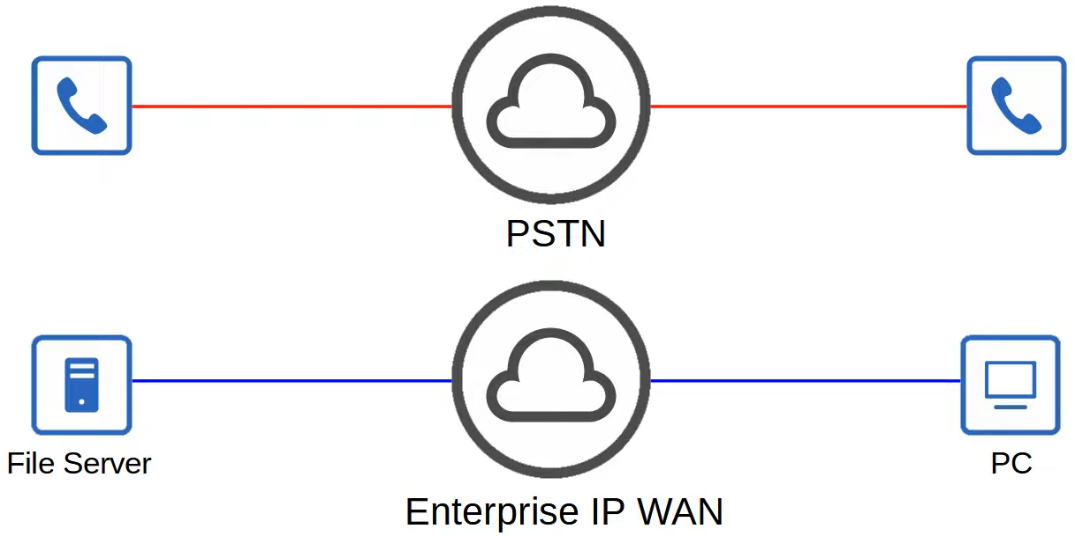 PSTN
File Server
PC
Enterprise IP WAN